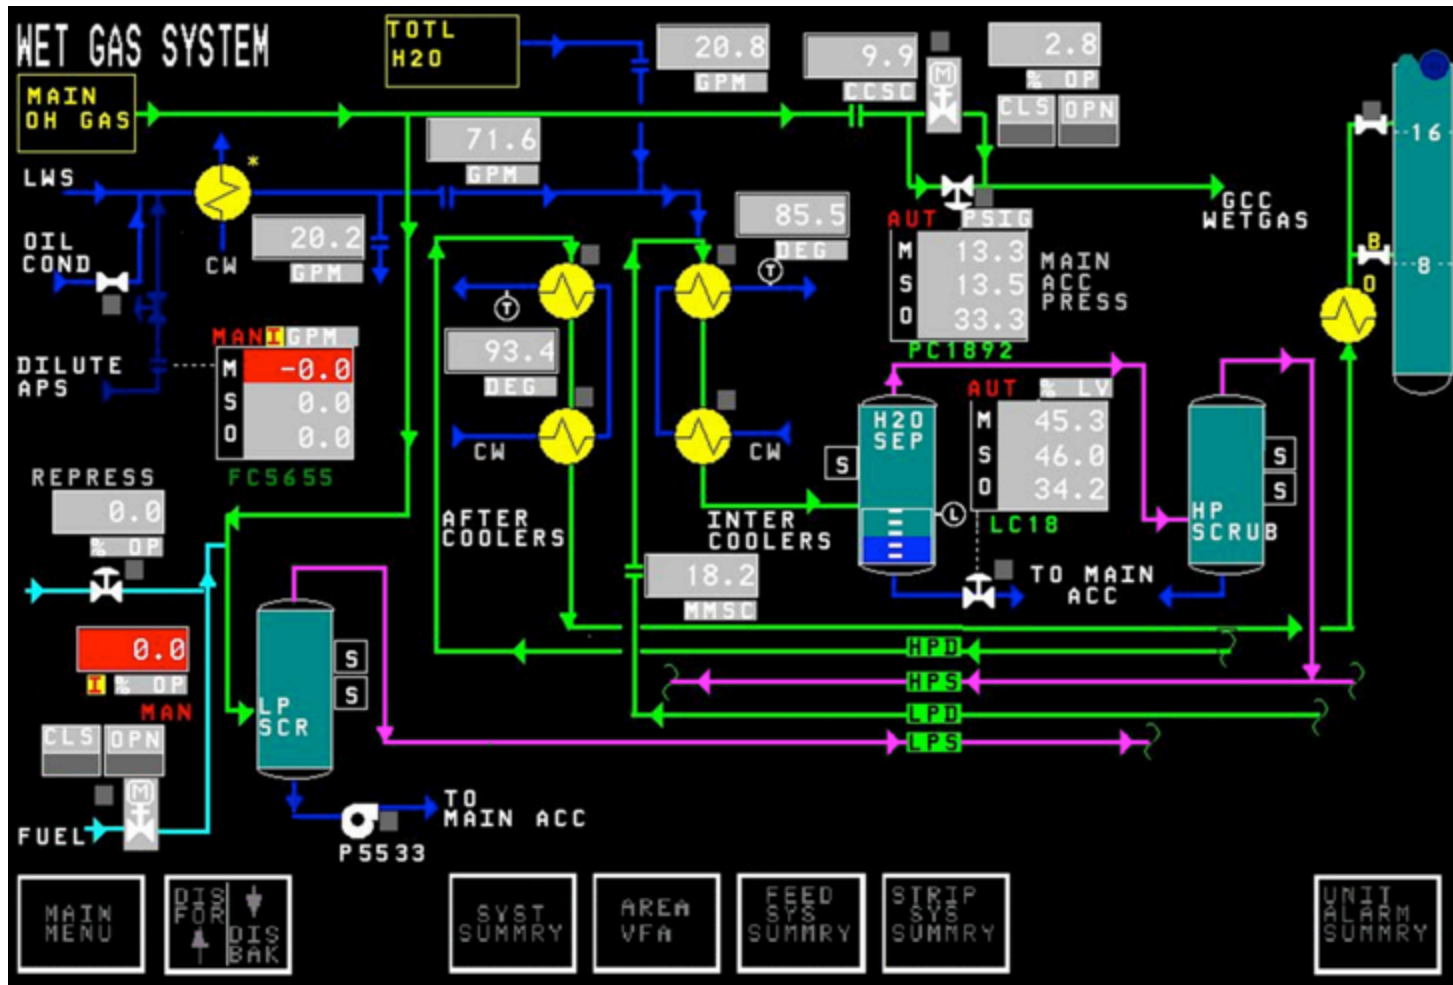 WET GAS SYSTEM
TOTL
H2O
20.8
GPM
9.9
CCSC
M
2.8
% OP
CLS OPN
MAIN
OH GAS
71.6
GPM
16
LWS
*
85.5
DEG
GCC
WETGAS
OIL
COND
CW
20.2
GPM
AUT PSIG
M 13.3
S 13.5
O 33.3
MAIN
ACC
PRESS
PC1892
T
T
B
8
O
DILUTE
APS
MAN I GPM
M -0.0
S 0.0
O 0.0
FC5655
93.4
DEG
CW
CW
H2O
SEP
S
AUT % LV
M 45.3
S 46.0
O 34.2
LC18
L
S
S
HP
SCRUB
REPRESS
0.0
% OP
AFTER
COOLERS
INTER
COOLERS
18.2
MMSC
TO MAIN
ACC
0.0
I % OP
MAN
LP
SCR
S
S
HPD
HPS
LPD
LPS
CLS OPN
M
FUEL
TO
MAIN ACC
P5533
MAIN
MENU
DIS
FOR
DIS
BAK
SYST
SUMMRY
AREA
VFA
FEED
SYS
SUMMRY
STRIP
SYS
SUMMRY
UNIT
ALARM
SUMMRY